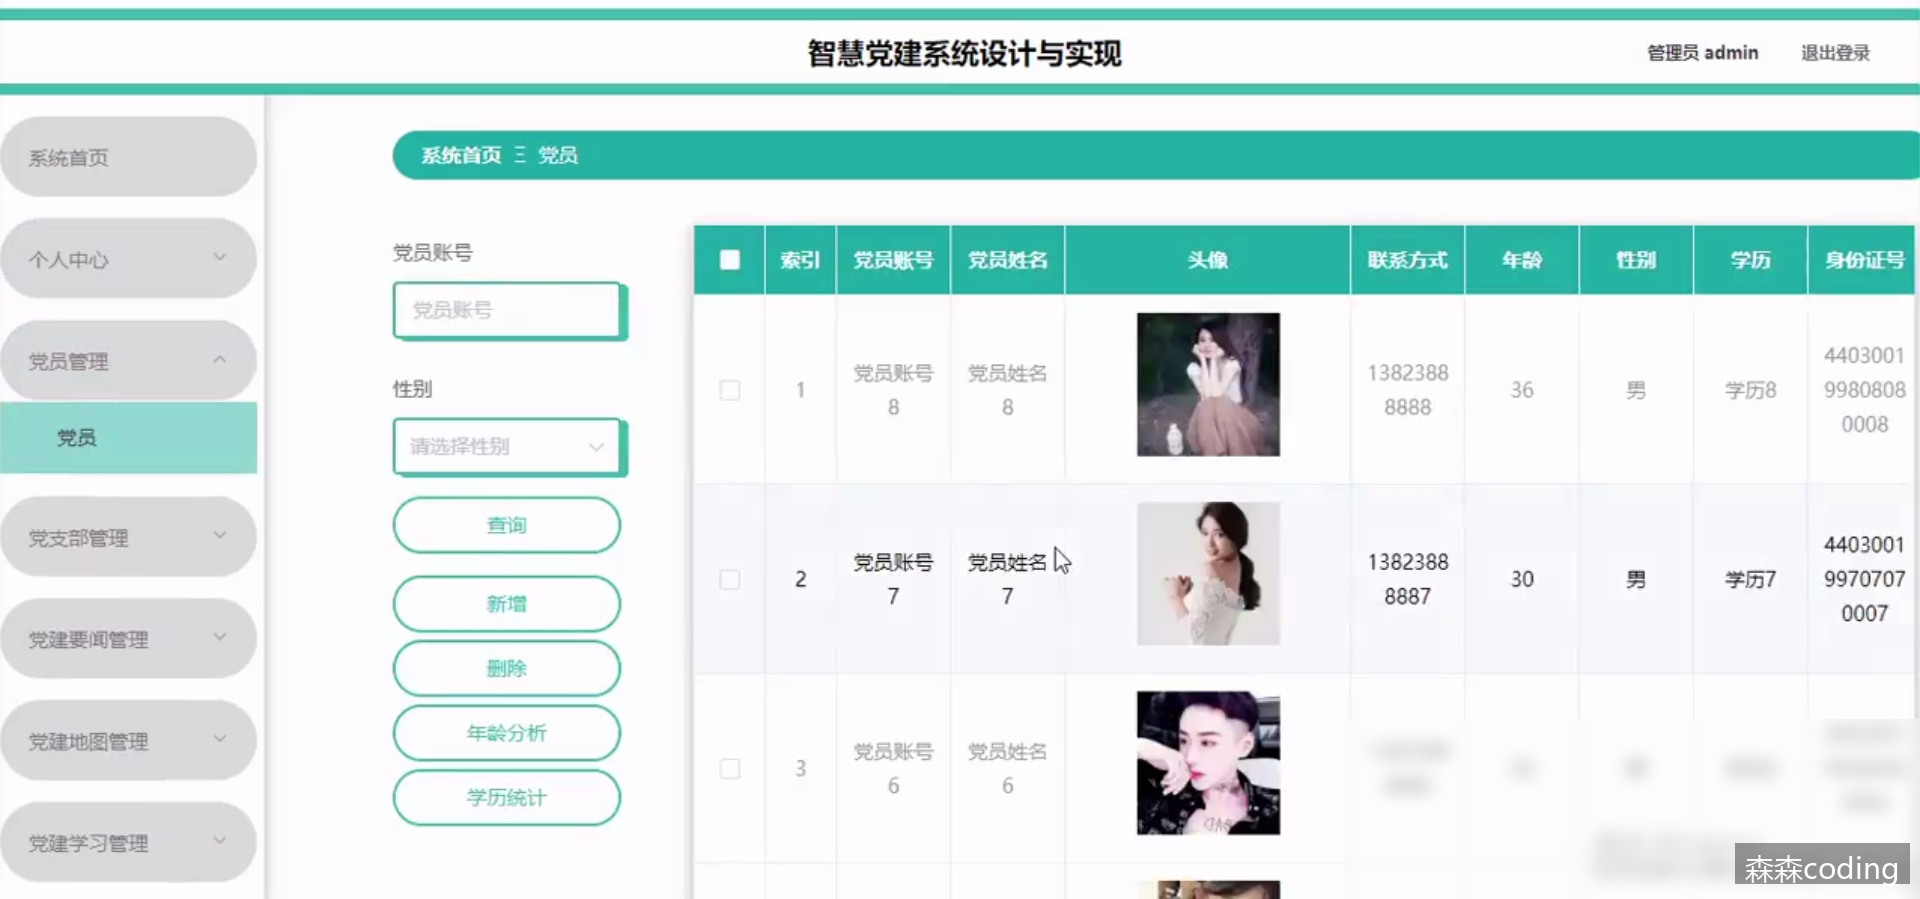 智慧党建系统设计与实现
管理员 admin
退出登录
系统首页
个人中心
党员管理
党员
党支部管理
党建要闻管理
党建地图管理
党建学习管理
系统首页 Ξ 党员
党员账号
党员账号
性别
请选择性别
查询
新增
删除
年龄分析
学历统计
索引 党员账号 党员姓名 头像 联系方式 年龄 性别 学历 身份证号
1 党员账号8 党员姓名8 13823888888 36 男 学历8 440300199808080008
2 党员账号7 党员姓名7 13823888887 30 男 学历7 440300199707070007
3 党员账号6 党员姓名6
森森coding